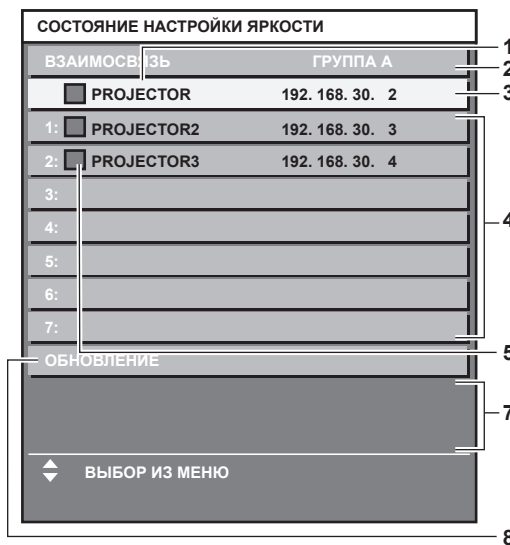 СОСТОЯНИЕ НАСТРОЙКИ ЯРКОСТИ
ВЗАИМОСВЯЗЬ ГРУППА A
PROJECTOR 192. 168. 30. 2
1: PROJECTOR2 192. 168. 30. 3
2: PROJECTOR3 192. 168. 30. 4
3:
4:
5:
6:
7:
ОБНОВЛЕНИЕ
ВЫБОР ИЗ МЕНЮ
1
2
3
4
5
7
8